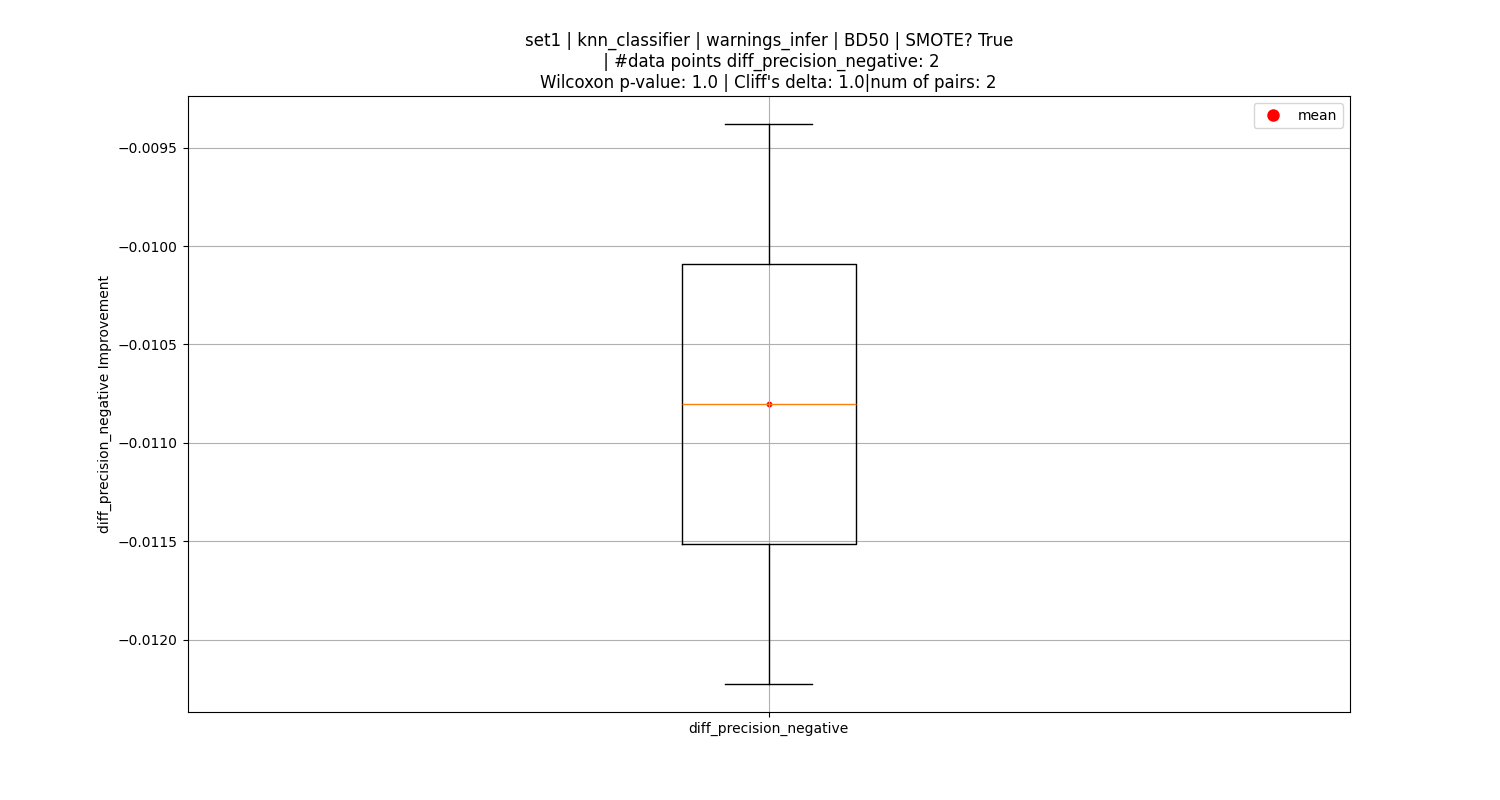 set1 | knn_classifier | warnings_infer | BD50 | SMOTE? True
| #data points diff_precision_negative: 2
Wilcoxon p-value: 1.0 | Cliff's delta: 1.0|num of pairs: 2
mean
−0.0095
−0.0100
−0.0105
−0.0110
−0.0115
−0.0120
diff_precision_negative Improvement
diff_precision_negative